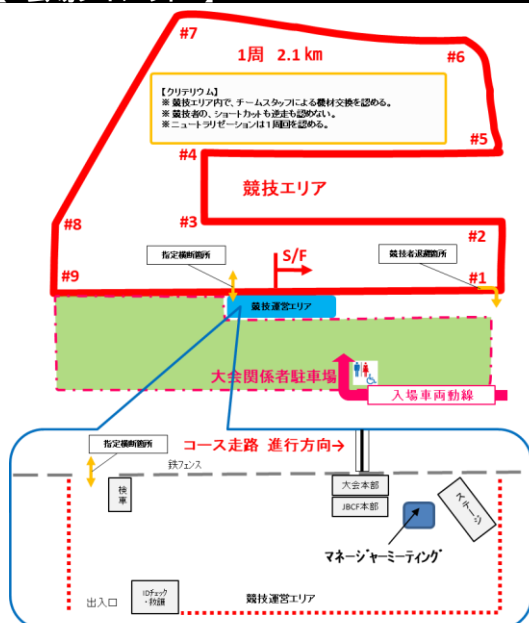 #7
1周 2.1 km
#6
【クリテリウム】
※ 競技エリア内で、チームスタッフによる機材交換を認める。
※ 競技者の、ショートカットも逆走も認めない。
※ニュートラリゼーションは1周回を認める。
#5
#4
競技エリア
#3
#8
#2
指定横断箇所
S/F
競技者退避箇所
#9
#1
競技運営エリア
大会関係者駐車場
入場車両動線
指定横断箇所
コース走路 進行方向→
鉄フェンス
検車
大会本部
JBCF本部
ステージ
マネージャーミーティング
IDチェック
・救護
出入口
競技運営エリア